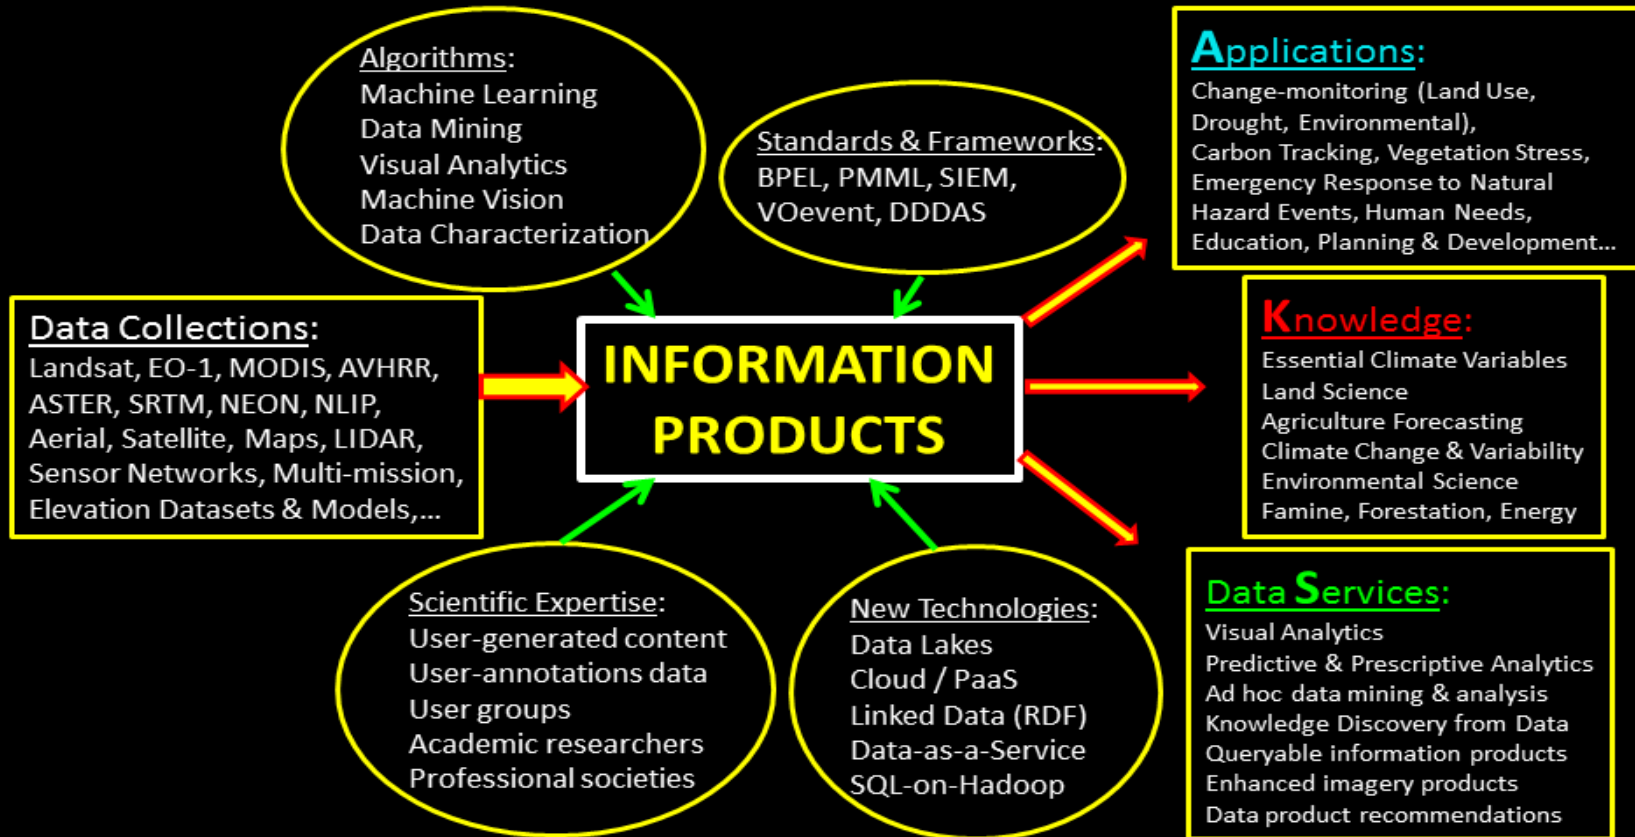 Algorithms:
Machine Learning
Data Mining
Visual Analytics
Machine Vision
Data Characterization
Standards & Frameworks:
BPEL, PMML, SIEM,
VOevent, DDDAS
Applications:
Change-monitoring (Land Use,
Drought, Environmental),
Carbon Tracking, Vegetation Stress,
Emergency Response to Natural
Hazard Events, Human Needs,
Education, Planning & Development...
Data Collections:
Landsat, EO-1, MODIS, AVHRR,
ASTER, SRTM, NEON, NLIP,
Aerial, Satellite, Maps, LIDAR,
Sensor Networks, Multi-mission,
Elevation Datasets & Models,...
INFORMATION
PRODUCTS
Knowledge:
Essential Climate Variables
Land Science
Agriculture Forecasting
Climate Change & Variability
Environmental Science
Famine, Forestation, Energy
Scientific Expertise:
User-generated content
User-annotations data
User groups
Academic researchers
Professional societies
New Technologies:
Data Lakes
Cloud / PaaS
Linked Data (RDF)
Data-as-a-Service
SQL-on-Hadoop
Data Services:
Visual Analytics
Predictive & Prescriptive Analytics
Ad hoc data mining & analysis
Knowledge Discovery from Data
Queryable information products
Enhanced imagery products
Data product recommendations